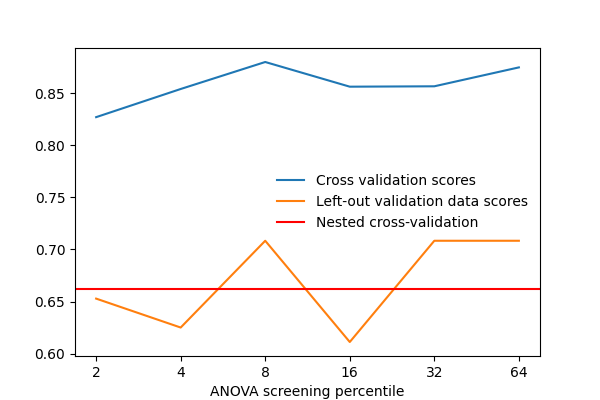 0.85
0.80
0.75
0.70
0.65
0.60
Cross validation scores
Left-out validation data scores
Nested cross-validation
2 4 8 16 32 64
ANOVA screening percentile